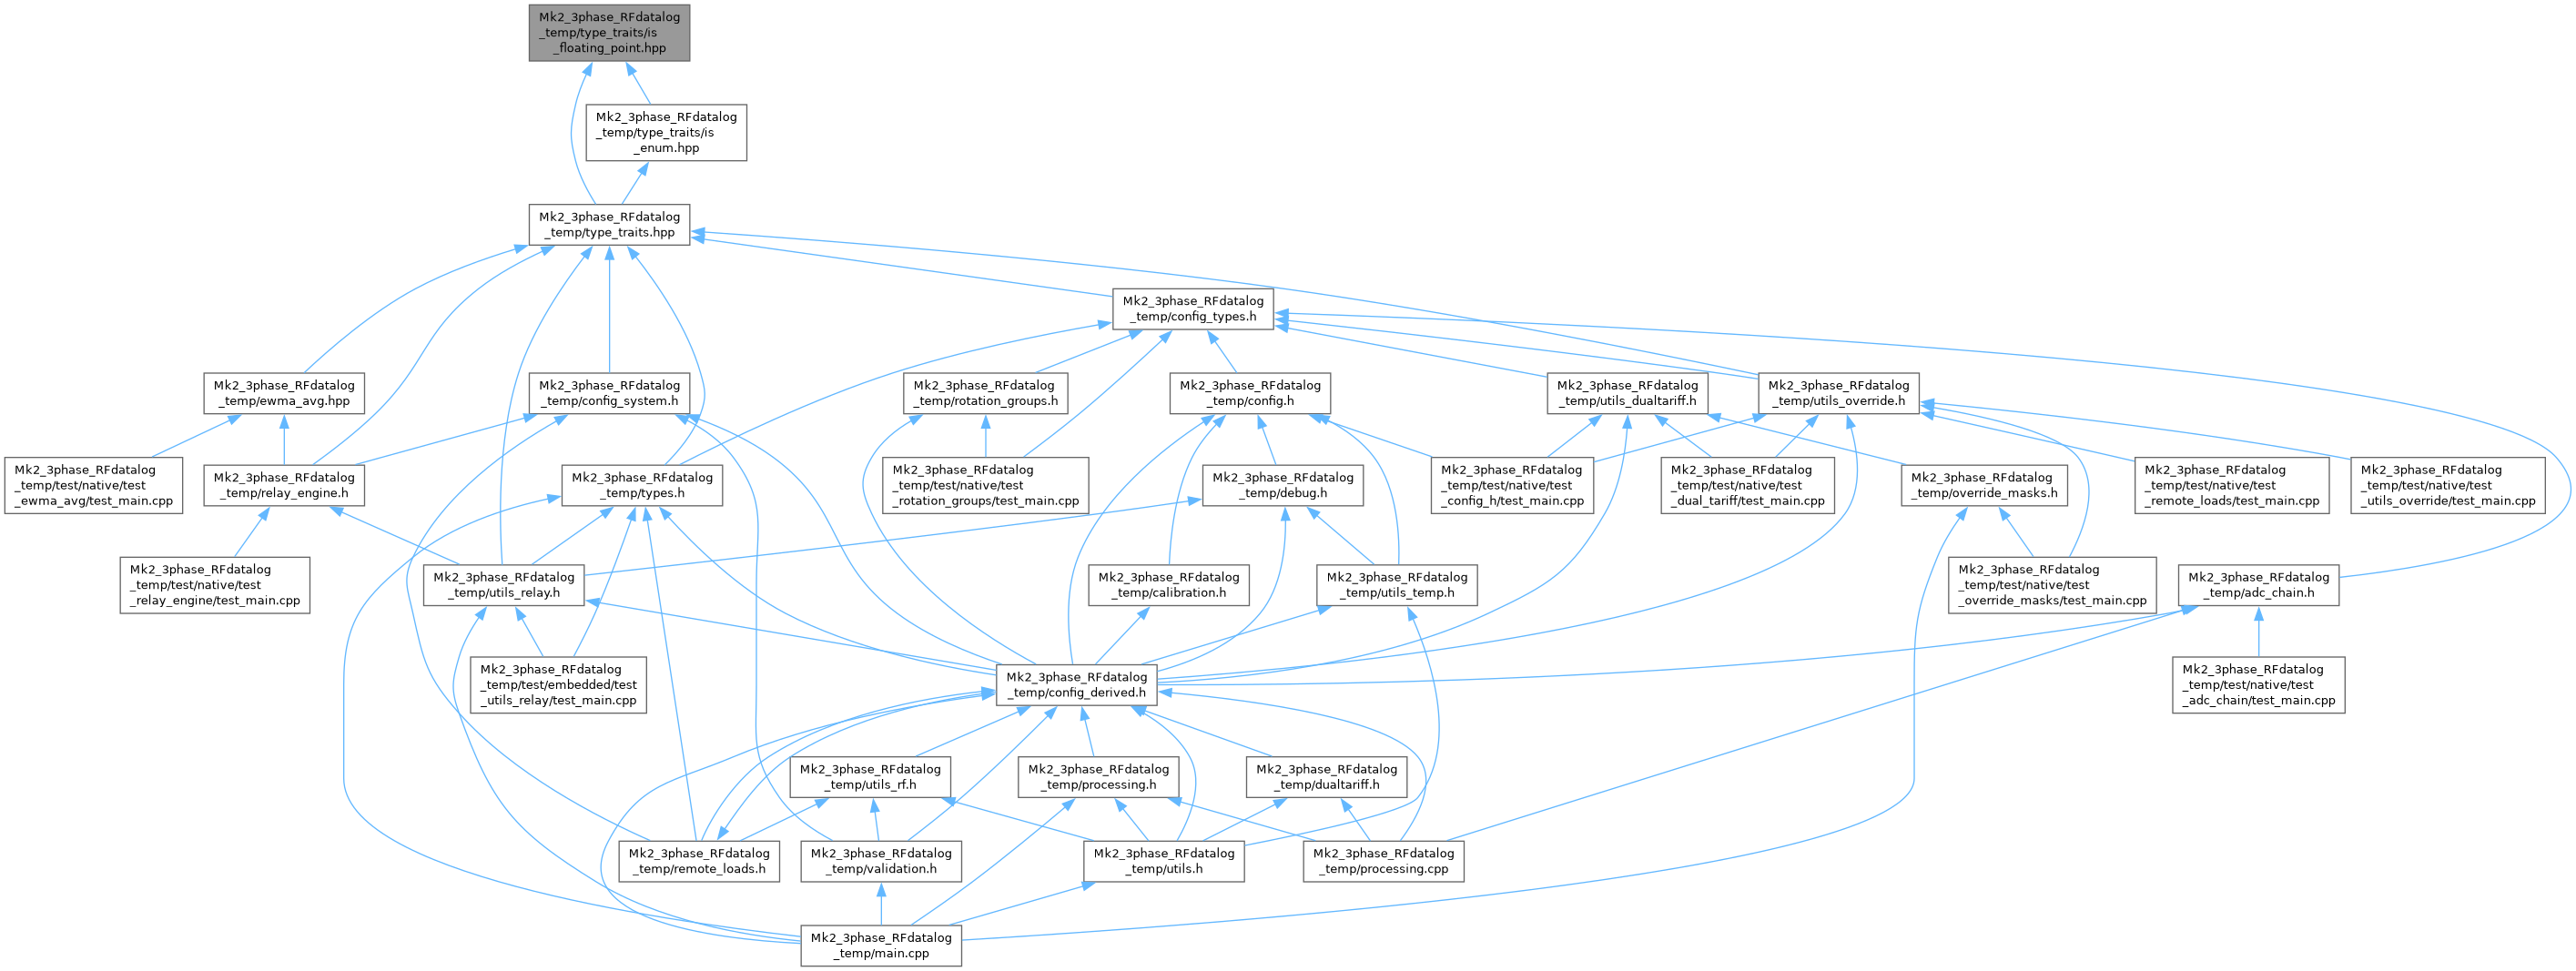 Mk2_3phase_RFdatalog
_temp/type_traits/is
_floating_point.hpp
Mk2_3phase_RFdatalog
_temp/type_traits/is
_enum.hpp
Mk2_3phase_RFdatalog
_temp/type_traits.hpp
Mk2_3phase_RFdatalog
_temp/config_types.h
Mk2_3phase_RFdatalog
_temp/ewma_avg.hpp
Mk2_3phase_RFdatalog
_temp/config_system.h
Mk2_3phase_RFdatalog
_temp/rotation_groups.h
Mk2_3phase_RFdatalog
_temp/config.h
Mk2_3phase_RFdatalog
_temp/utils_dualtariff.h
Mk2_3phase_RFdatalog
_temp/utils_override.h
Mk2_3phase_RFdatalog
_temp/test/native/test
_ewma_avg/test_main.cpp
Mk2_3phase_RFdatalog
_temp/relay_engine.h
Mk2_3phase_RFdatalog
_temp/types.h
Mk2_3phase_RFdatalog
_temp/test/native/test
_rotation_groups/test_main.cpp
Mk2_3phase_RFdatalog
_temp/debug.h
Mk2_3phase_RFdatalog
_temp/test/native/test
_config_h/test_main.cpp
Mk2_3phase_RFdatalog
_temp/test/native/test
_dual_tariff/test_main.cpp
Mk2_3phase_RFdatalog
_temp/override_masks.h
Mk2_3phase_RFdatalog
_temp/test/native/test
_remote_loads/test_main.cpp
Mk2_3phase_RFdatalog
_temp/test/native/test
_utils_override/test_main.cpp
Mk2_3phase_RFdatalog
_temp/test/native/test
_relay_engine/test_main.cpp
Mk2_3phase_RFdatalog
_temp/utils_relay.h
Mk2_3phase_RFdatalog
_temp/calibration.h
Mk2_3phase_RFdatalog
_temp/utils_temp.h
Mk2_3phase_RFdatalog
_temp/test/native/test
_override_masks/test_main.cpp
Mk2_3phase_RFdatalog
_temp/adc_chain.h
Mk2_3phase_RFdatalog
_temp/test/embedded/test
_utils_relay/test_main.cpp
Mk2_3phase_RFdatalog
_temp/config_derived.h
Mk2_3phase_RFdatalog
_temp/test/native/test
_adc_chain/test_main.cpp
Mk2_3phase_RFdatalog
_temp/utils_rf.h
Mk2_3phase_RFdatalog
_temp/processing.h
Mk2_3phase_RFdatalog
_temp/dualtariff.h
Mk2_3phase_RFdatalog
_temp/remote_loads.h
Mk2_3phase_RFdatalog
_temp/validation.h
Mk2_3phase_RFdatalog
_temp/utils.h
Mk2_3phase_RFdatalog
_temp/processing.cpp
Mk2_3phase_RFdatalog
_temp/main.cpp